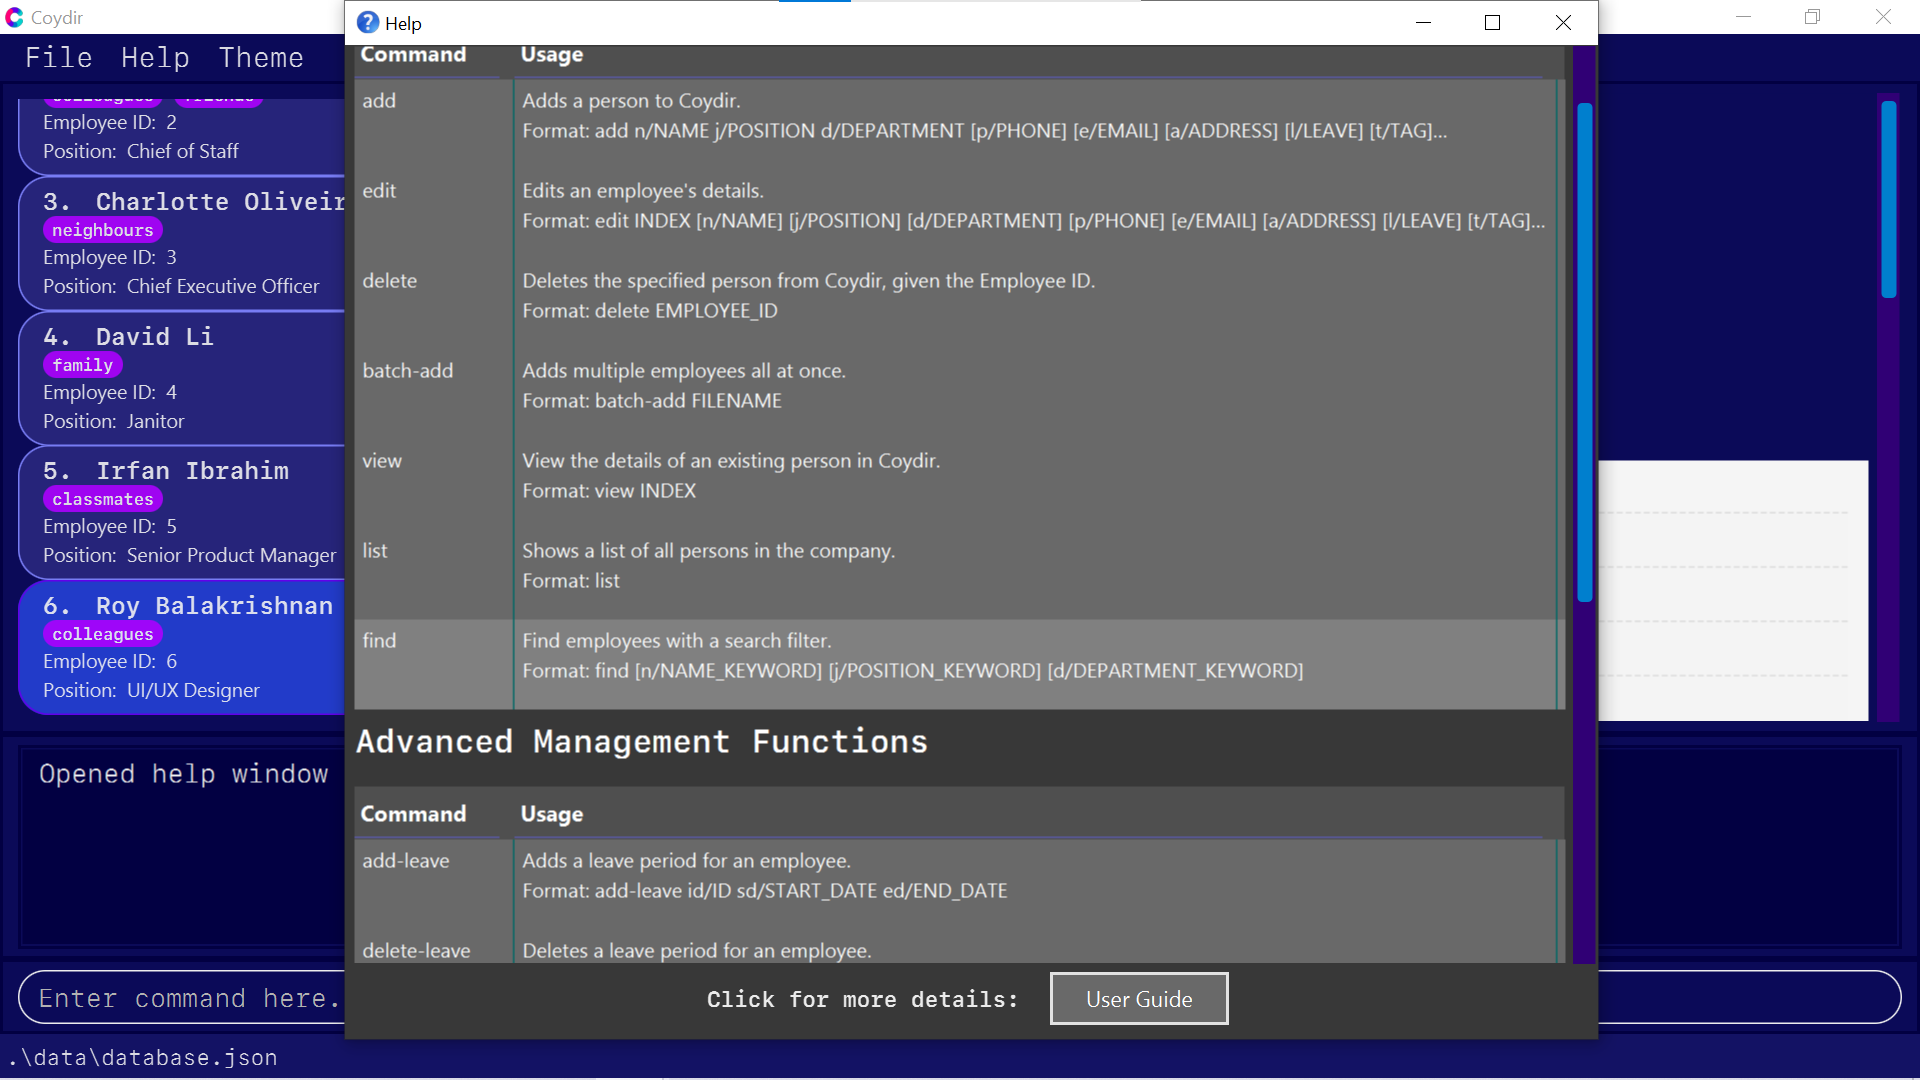 Coydir
File Help Theme
Employee ID: 2
Position: Chief of Staff
3. Charlotte Oliveir
neighbours
Employee ID: 3
Position: Chief Executive Officer
4. David Li
family
Employee ID: 4
Position: Janitor
5. Irfan Ibrahim
classmates
Employee ID: 5
Position: Senior Product Manager
6. Roy Balakrishnan
colleagues
Employee ID: 6
Position: UI/UX Designer
Opened help window
Enter command here.
.\data\database.json
Help
Command Usage
add Adds a person to Coydir.
Format: add n/NAME j/POSITION d/DEPARTMENT [p/PHONE] [e/EMAIL] [a/ADDRESS] [l/LEAVE] [t/TAG]...
edit Edits an employee's details.
Format: edit INDEX [n/NAME] [j/POSITION] [d/DEPARTMENT] [p/PHONE] [e/EMAIL] [a/ADDRESS] [l/LEAVE] [t/TAG]...
delete Deletes the specified person from Coydir, given the Employee ID.
Format: delete EMPLOYEE_ID
batch-add Adds multiple employees all at once.
Format: batch-add FILENAME
view View the details of an existing person in Coydir.
Format: view INDEX
list Shows a list of all persons in the company.
Format: list
find Find employees with a search filter.
Format: find [n/NAME_KEYWORD] [j/POSITION_KEYWORD] [d/DEPARTMENT_KEYWORD]
Advanced Management Functions
Command Usage
add-leave Adds a leave period for an employee.
Format: add-leave id/ID sd/START_DATE ed/END_DATE
delete-leave Deletes a leave period for an employee.
Click for more details: User Guide